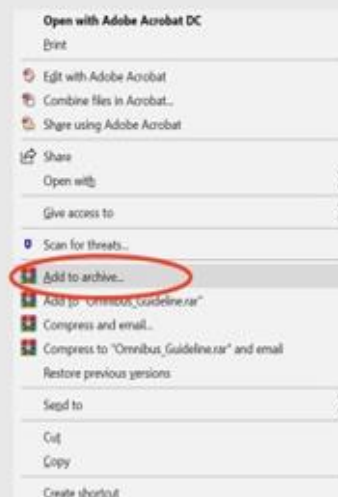 Open with Adobe Acrobat DC
Print
Edit with Adobe Acrobat
Combine files in Acrobat...
Share using Adobe Acrobat
Share
Open with
Give access to
Scan for threats...
Add to archive...
Add to "Omnibus_Guideline.rar"
Compress and email...
Compress to "Omnibus_Guideline.rar" and email
Restore previous versions
Send to
Cut
Copy
Create shortcut